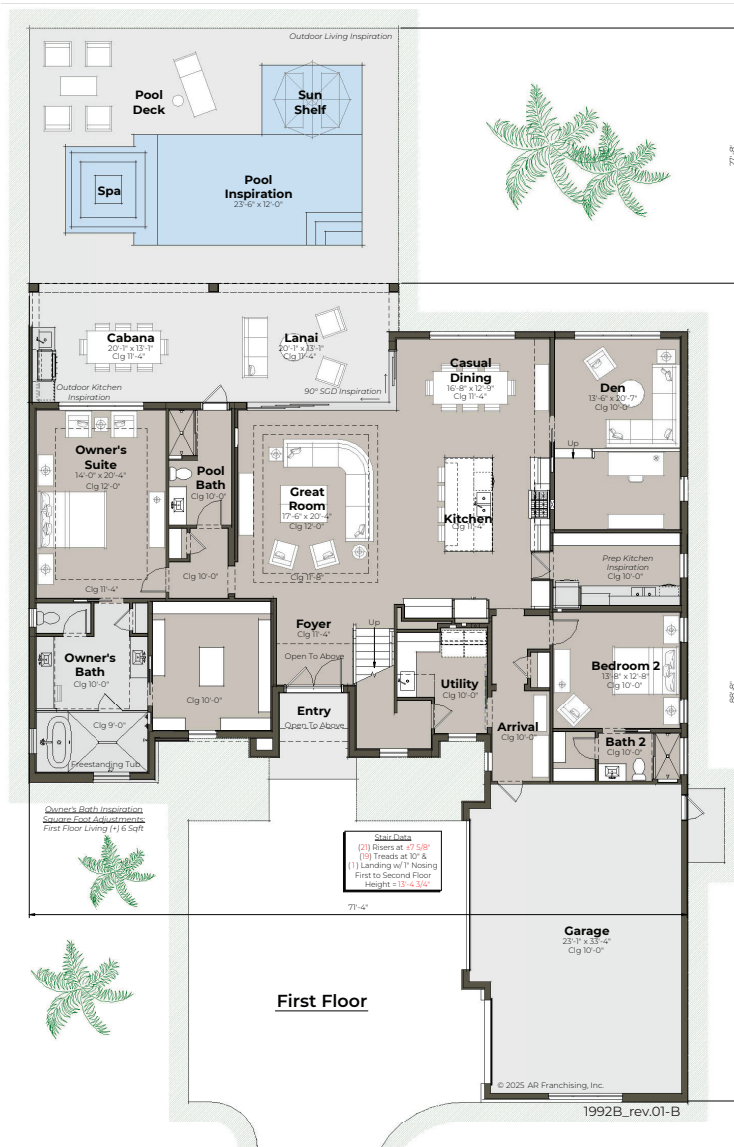 Outdoor Living Inspiration
Pool
Deck
Sun
Shelf
Spa
Pool
Inspiration
23'-6" x 12'-0"
77'-8"
Cabana
20'-1" x 13'-1"
Clg 11'-4"
Lanai
20'-1" x 13'-1"
Clg 11'-4"
Outdoor Kitchen
Inspiration
90° SGD Inspiration
Casual
Dining
16'-8" x 12'-9"
Clg 11'-4"
Den
13'-6" x 20'-7"
Clg 10'-0"
Up
Owner's
Suite
14'-0" x 20'-4"
Clg 12'-0"
Clg 11'-4"
Pool
Bath
Clg 10'-0"
Clg 10'-0"
Great
Room
17'-6" x 20'-4"
Clg 12'-0"
Clg 11'-8"
Kitchen
Clg 11'-4"
Prep Kitchen
Inspiration
Clg 10'-0"
Foyer
Clg 11'-4"
Open To Above
Up
Owner's
Bath
Clg 10'-0"
Clg 9'-0"
Freestanding Tub
Clg 10'-0"
Entry
Open To Above
Utility
Clg 10'-0"
Arrival
Clg 10'-0"
Bedroom 2
13'-8" x 12'-8"
Clg 10'-0"
Bath 2
Clg 10'-0"
88'-8"
Owner's Bath Inspiration
Square Foot Adjustments:
First Floor Living (+) 6 Sqft
Stair Data
(21) Risers at ±7 5/8"
(19) Treads at 10" &
(1) Landing w/ 1" Nosing
First to Second Floor
Height = 13'-4 3/4"
71'-4"
Garage
23'-1" x 33'-4"
Clg 10'-0"
First Floor
© 2025 AR Franchising, Inc.
1992B_rev.01-B